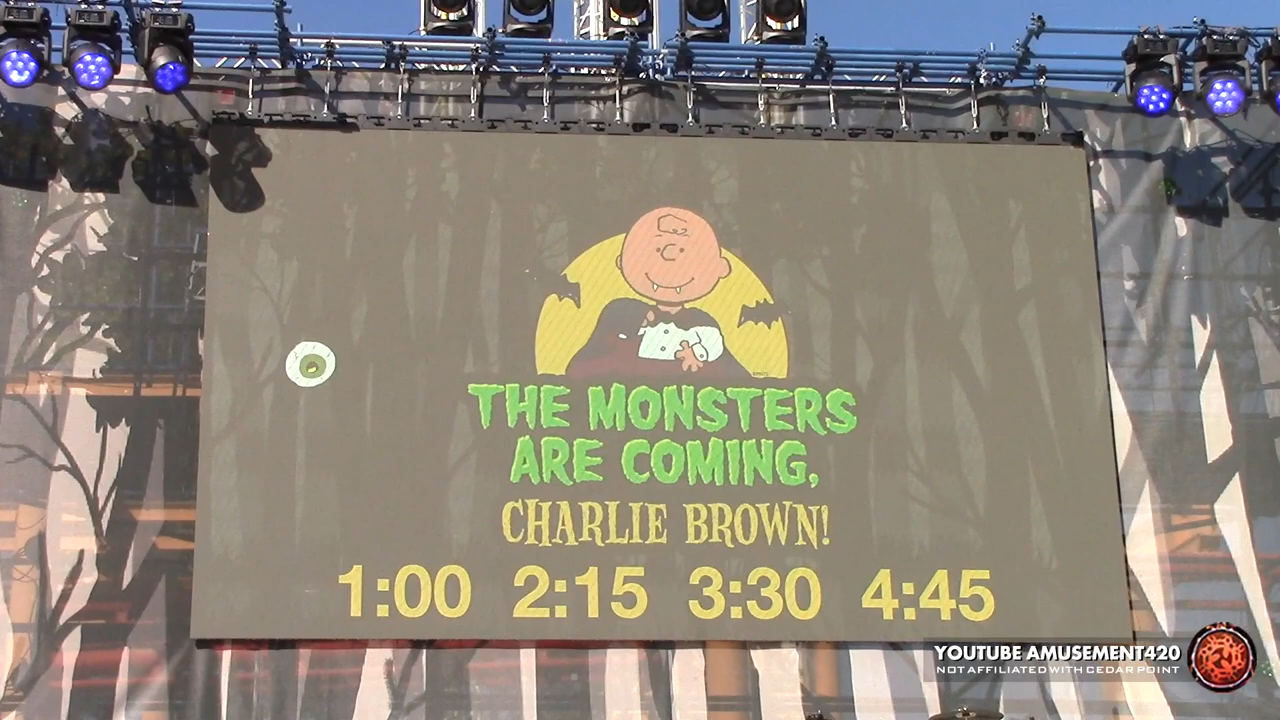 THE MONSTERS
ARE COMING,
CHARLIE BROWN!
1:00 2:15 3:30 4:45
YOUTUBE AMUSEMENT420
NOT AFFILIATED WITH CEDAR POINT